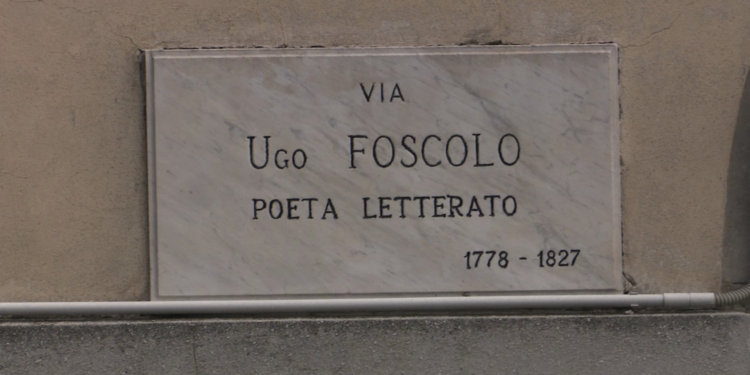 VIA
UGO FOSCOLO
POETA LETTERATO
1778 - 1827